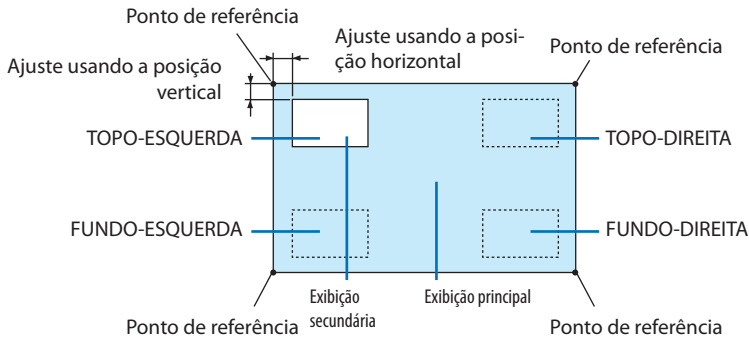 Ponto de referência
Ajuste usando a posi-
ção horizontal
Ponto de referência
Ajuste usando a posição
vertical
TOPO-ESQUERDA
TOPO-DIREITA
FUNDO-ESQUERDA
FUNDO-DIREITA
Exibição
secundária
Exibição principal
Ponto de referência
Ponto de referência